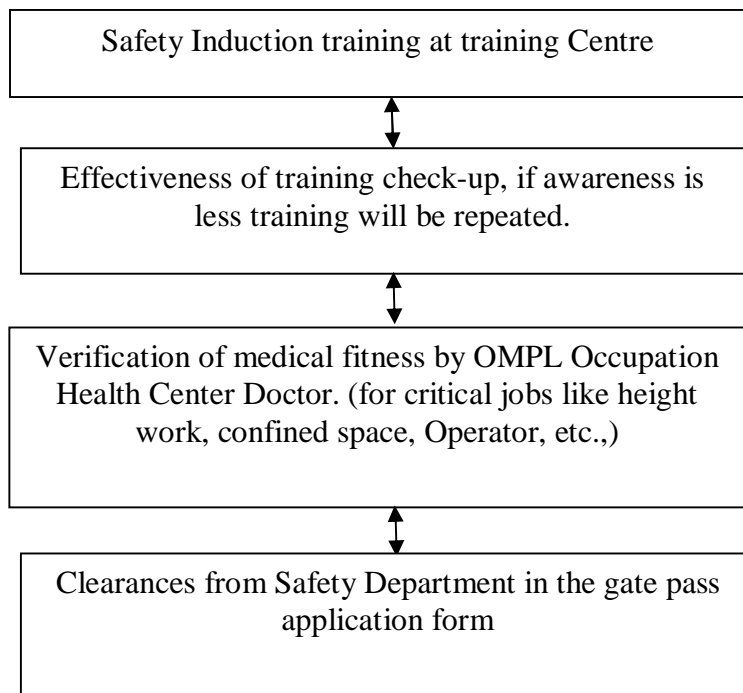 Safety Induction training at training Centre
Effectiveness of training check-up, if awareness is
less training will be repeated.
Verification of medical fitness by OMPL Occupation
Health Center Doctor. (for critical jobs like height
work, confined space, Operator, etc.,)
Clearances from Safety Department in the gate pass
application form